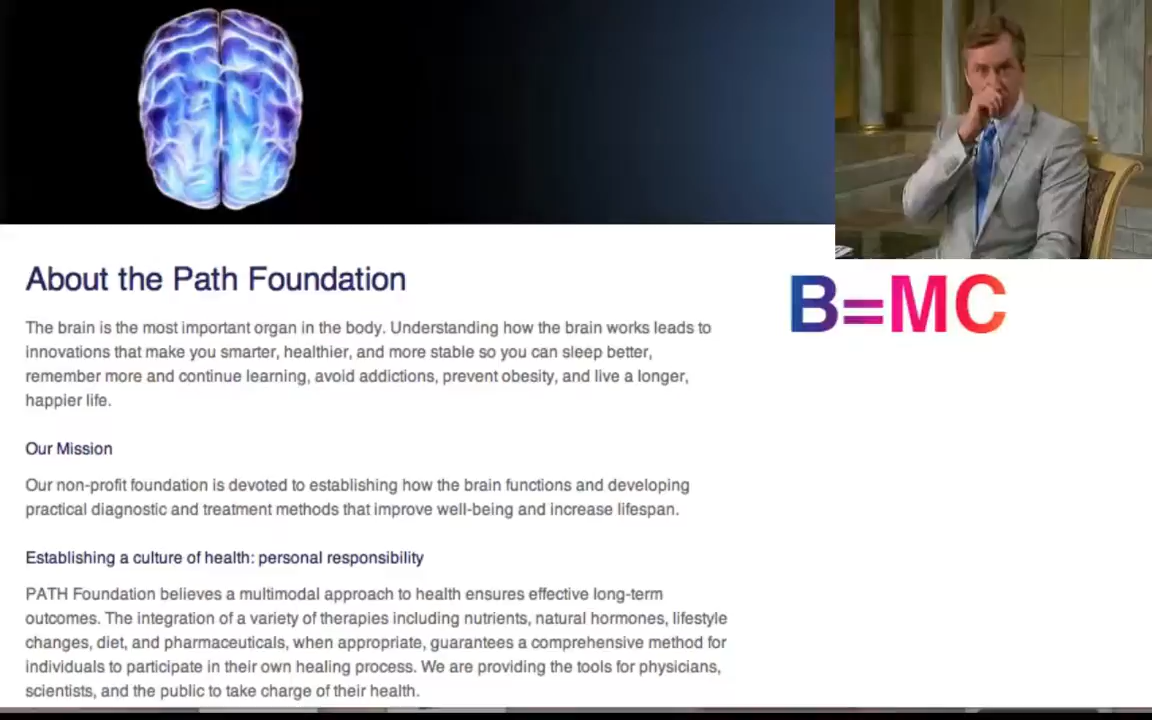 About the Path Foundation
B=MC
The brain is the most important organ in the body. Understanding how the brain works leads to
innovations that make you smarter, healthier, and more stable so you can sleep better,
remember more and continue learning, avoid addictions, prevent obesity, and live a longer,
happier life.
Our Mission
Our non-profit foundation is devoted to establishing how the brain functions and developing
practical diagnostic and treatment methods that improve well-being and increase lifespan.
Establishing a culture of health: personal responsibility
PATH Foundation believes a multimodal approach to health ensures effective long-term
outcomes. The integration of a variety of therapies including nutrients, natural hormones, lifestyle
changes, diet, and pharmaceuticals, when appropriate, guarantees a comprehensive method for
individuals to participate in their own healing process. We are providing the tools for physicians,
scientists, and the public to take charge of their health.